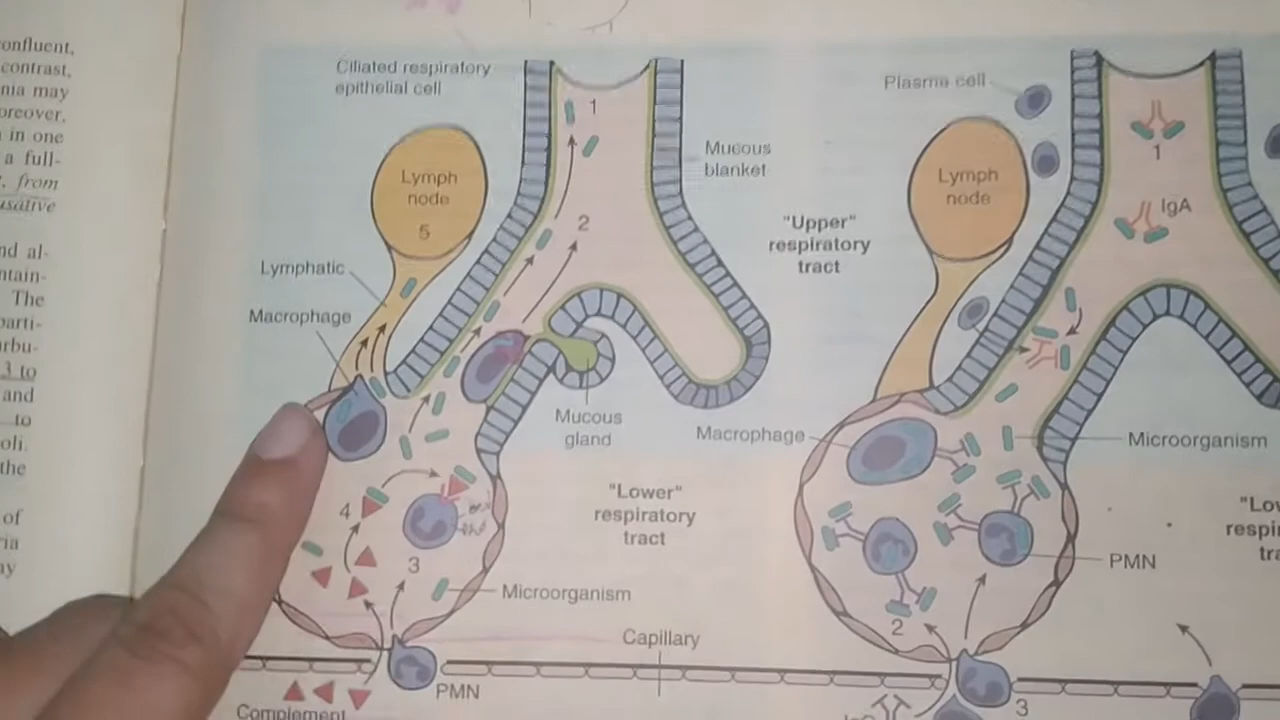 onfluent,
contrast,
nia may
oreover,
in one
a full-
from
usative
nd al-
ntain-
The
parti-
rbu-
3 to
and
to
oli.
the
of
ria
ay
Ciliated respiratory
epithelial cell
1
Mucous
blanket
Lymph
node
5
2
"Upper"
respiratory
tract
Lymphatic
Macrophage
Mucous
gland
"Lower"
respiratory
tract
4
3
Microorganism
Capillary
PMN
Complement
Plasma cell
1
Lymph
node
IgA
Macrophage
Microorganism
PMN
2
3
"Lo
respi
tra